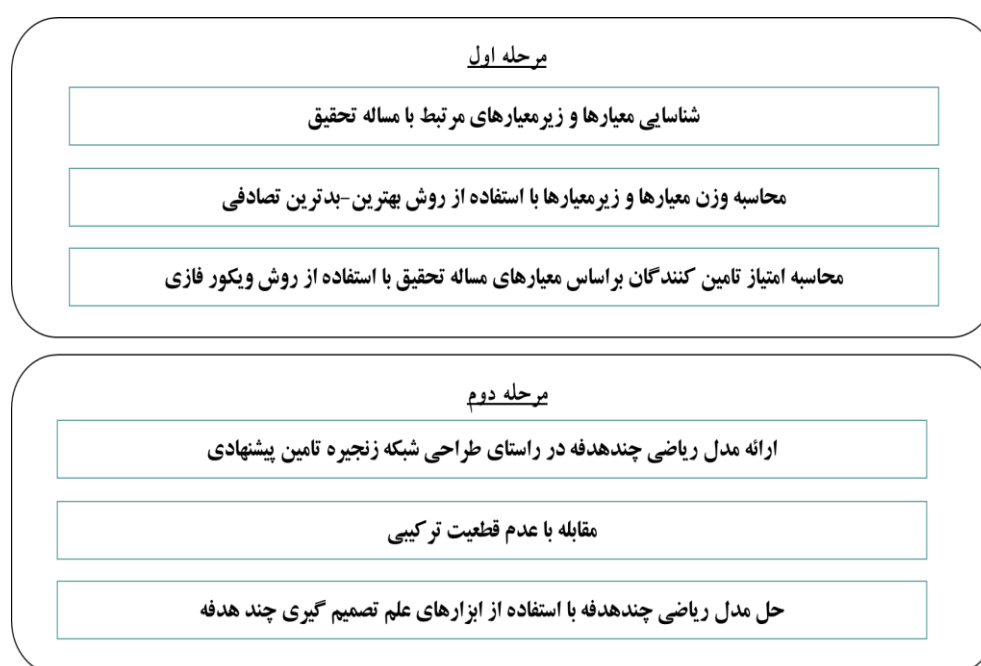 مرحله اول
شناسایی معیارها و زیرمعیارهای مرتبط با مساله تحقیق
محاسبه وزن معیارها و زیرمعیارها با استفاده از روش بهترین-بدترین تصادفی
محاسبه امتیاز تامین کنندگان براساس معیارهای مساله تحقیق با استفاده از روش ویکور فازی
مرحله دوم
ارائه مدل ریاضی چندهدفه در راستای طراحی شبکه زنجیره تامین پیشنهادی
مقابله با عدم قطعیت ترکیبی
حل مدل ریاضی چندهدفه با استفاده از ابزارهای علم تصمیم گیری چند هدفه